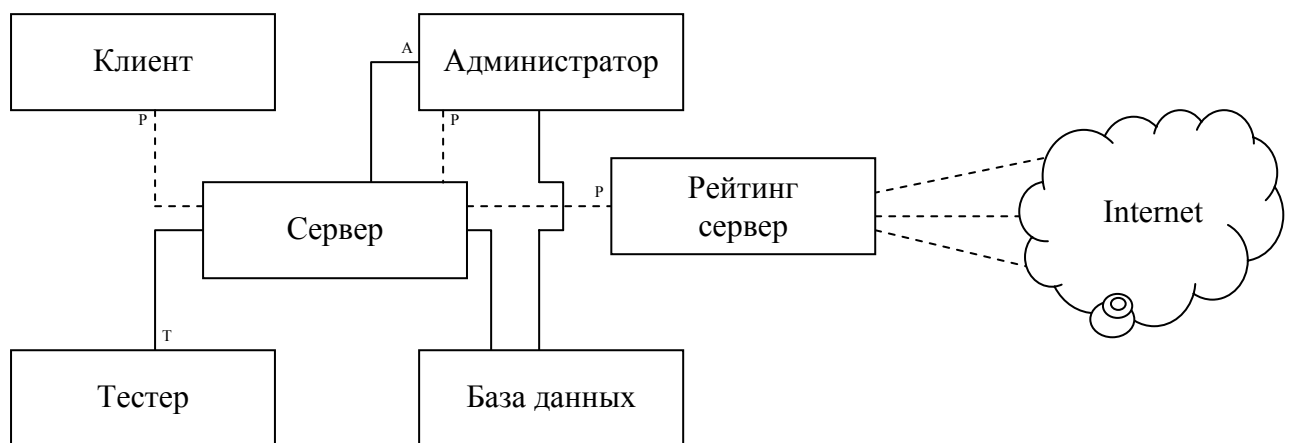 Клиент
А
Администратор
Р
Р
Р
Рейтинг
сервер
Internet
Сервер
Т
Тестер
База данных